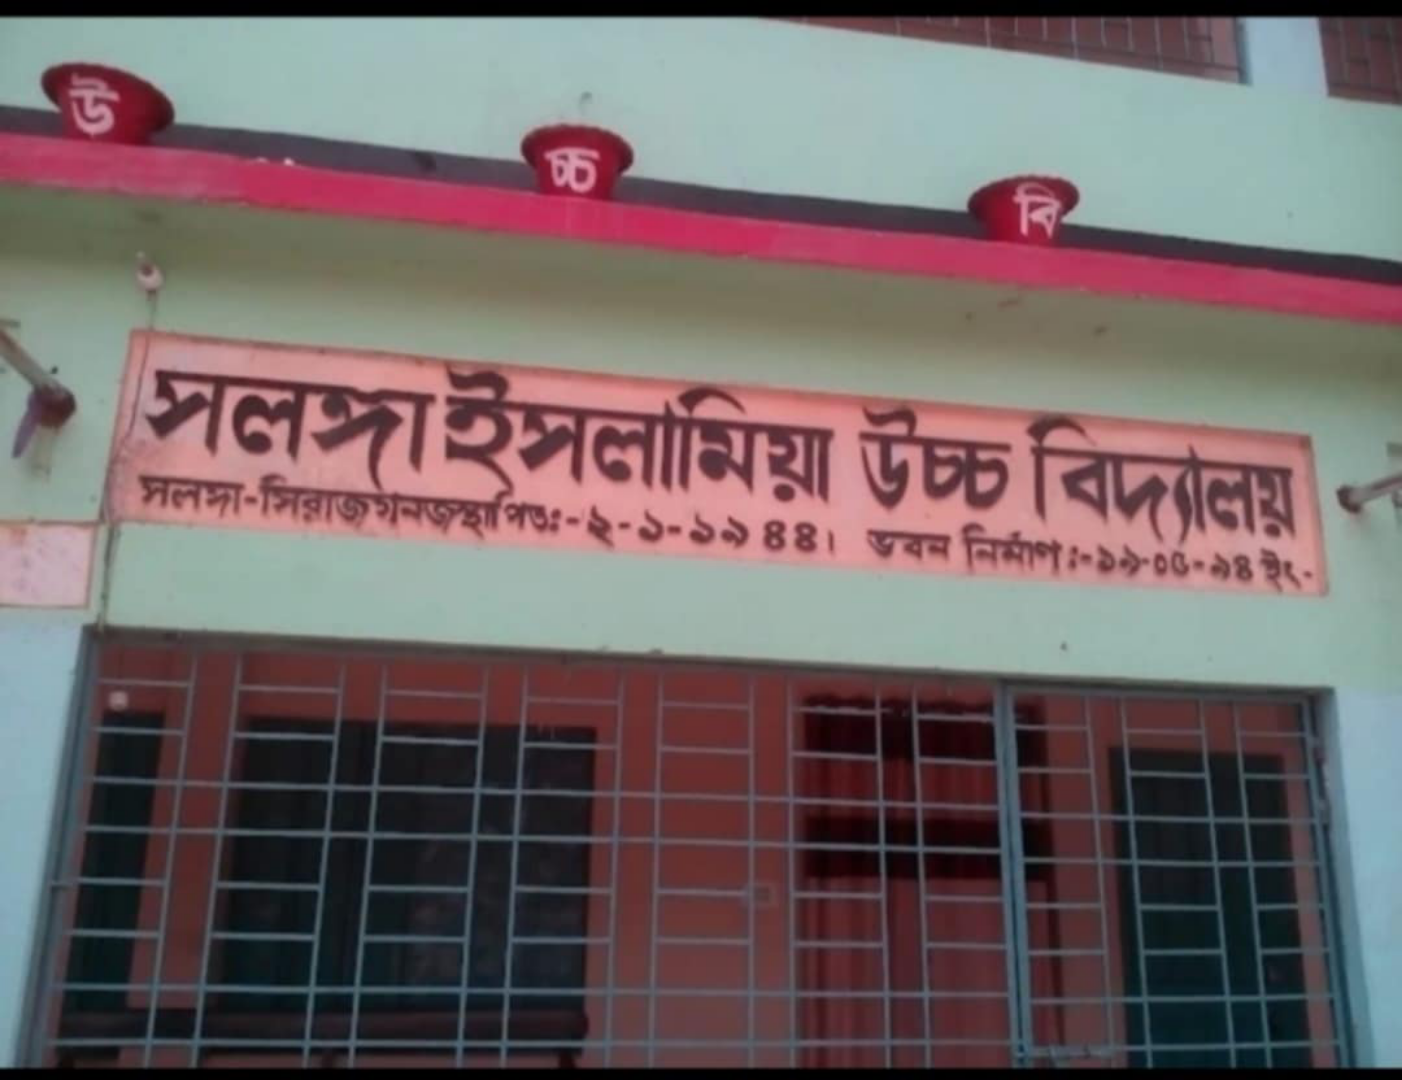 উ
চ্চ
বি
সলঙ্গা ইসলামিয়া উচ্চ বিদ্যালয়
সলঙ্গা-সিরাজগনজস্থাপিতঃ-২-১-১৯৪৪। ভবন নির্মাণঃ-১৯-০৫-৯৪ ইং-